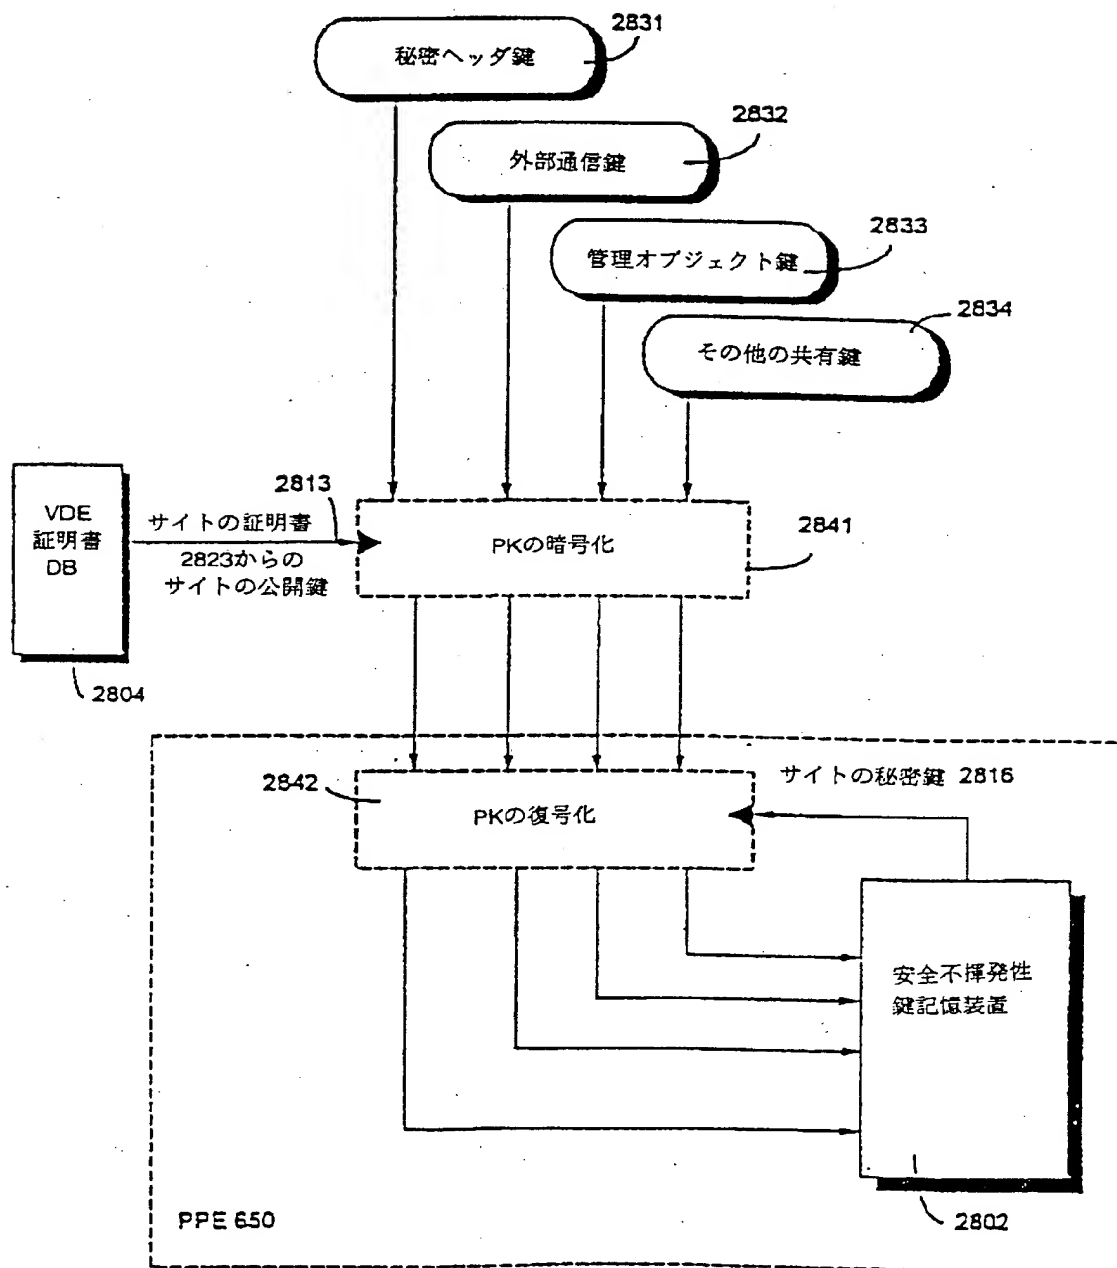 2831
秘密ヘッダ鍵
2832
外部通信鍵
2833
管理オブジェクト鍵
2834
その他の共有鍵
VDE
証明書
DB
2804
サイトの証明書
2823からの
サイトの公開鍵
2813
PKの暗号化
2841
2842
PKの復号化
サイトの秘密鍵 2816
安全不揮発性
鍵記憶装置
2802
PPE 650